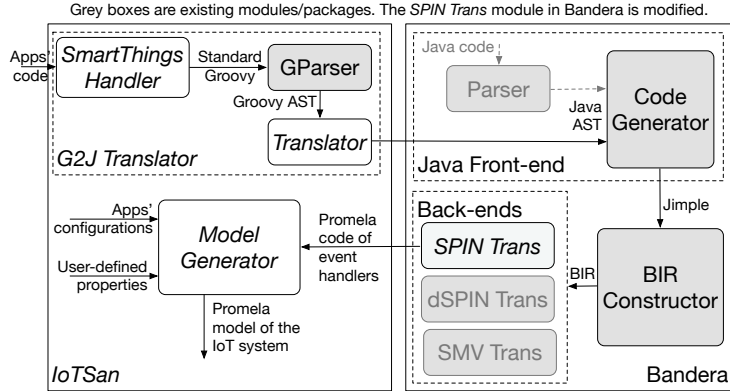 Grey boxes are existing modules/packages. The SPIN Trans module in Bandera is modified.
Apps'
code
SmartThings
Handler
Standard
Groovy
GParser
Groovy AST
Translator
G2J Translator
Java code
Parser
Java
AST
Code
Generator
Java Front-end
Jimple
Apps'
configurations
User-defined
properties
Model
Generator
Promela
code of
event
handlers
Promela
model of the
IoT system
IoTSan
Back-ends
SPIN Trans
dSPIN Trans
SMV Trans
BIR
BIR
Constructor
Bandera